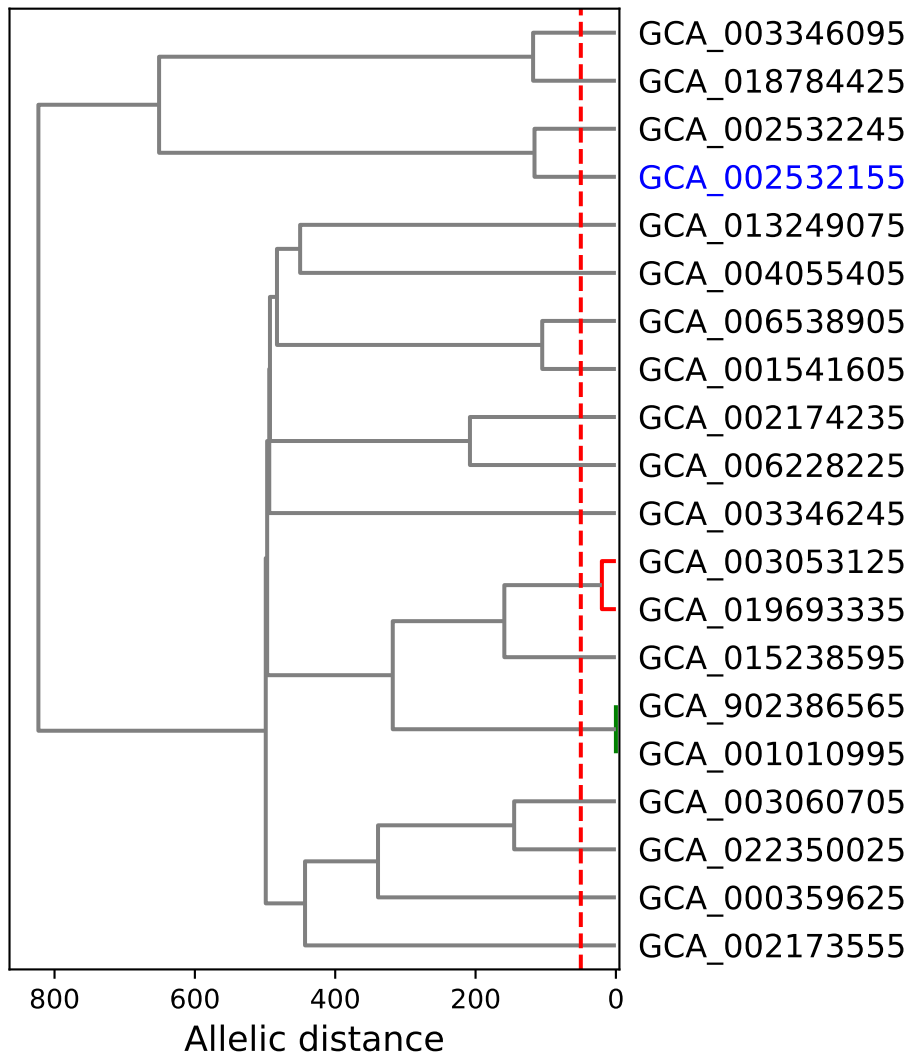 GCA_003346095
GCA_018784425
GCA_002532245
GCA_002532155
GCA_013249075
GCA_004055405
GCA_006538905
GCA_001541605
GCA_002174235
GCA_006228225
GCA_003346245
GCA_003053125
GCA_019693335
GCA_015238595
GCA_902386565
GCA_001010995
GCA_003060705
GCA_022350025
GCA_000359625
GCA_002173555
800 600 400 200 0
Allelic distance